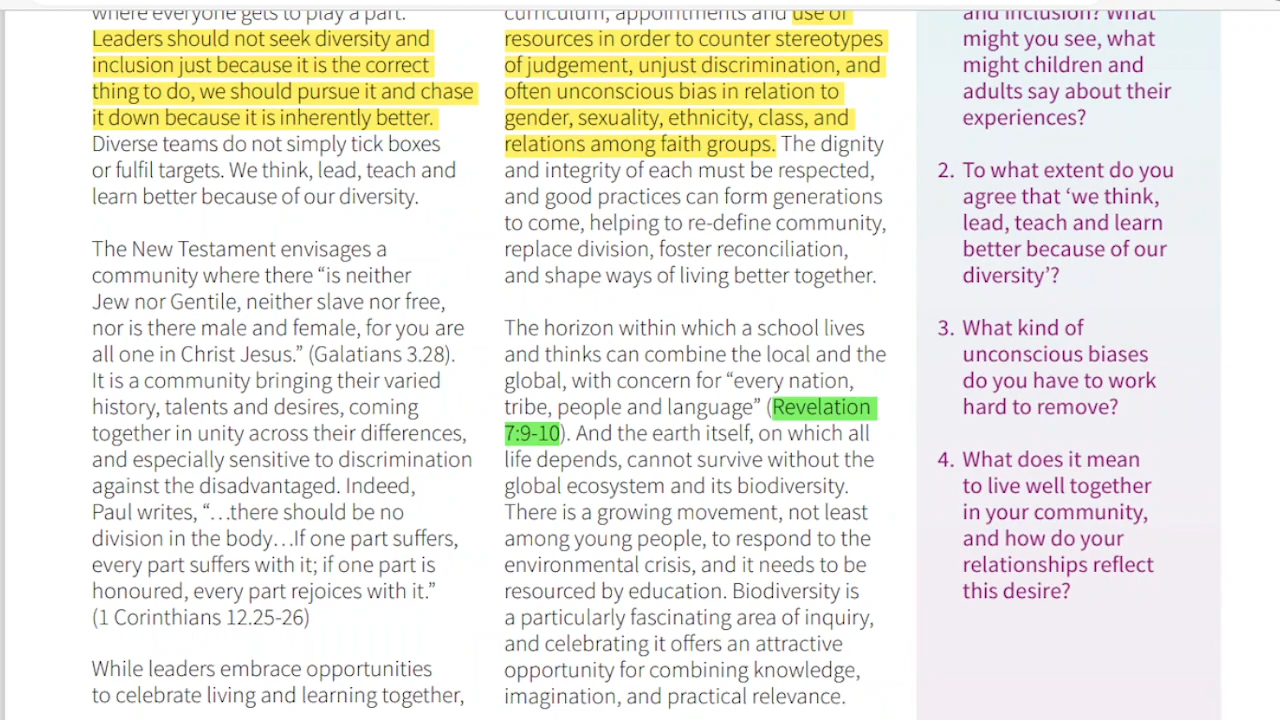 where everyone gets to play a part.
Leaders should not seek diversity and
inclusion just because it is the correct
thing to do, we should pursue it and chase
it down because it is inherently better.
Diverse teams do not simply tick boxes
or fulfil targets. We think, lead, teach and
learn better because of our diversity.
The New Testament envisages a
community where there “is neither
Jew nor Gentile, neither slave nor free,
nor is there male and female, for you are
all one in Christ Jesus.” (Galatians 3.28).
It is a community bringing their varied
history, talents and desires, coming
together in unity across their differences,
and especially sensitive to discrimination
against the disadvantaged. Indeed,
Paul writes, “…there should be no
division in the body…If one part suffers,
every part suffers with it; if one part is
honoured, every part rejoices with it.”
(1 Corinthians 12.25-26)
While leaders embrace opportunities
to celebrate living and learning together,
curriculum, appointments and use of
resources in order to counter stereotypes
of judgement, unjust discrimination, and
often unconscious bias in relation to
gender, sexuality, ethnicity, class, and
relations among faith groups. The dignity
and integrity of each must be respected,
and good practices can form generations
to come, helping to re-define community,
replace division, foster reconciliation,
and shape ways of living better together.
The horizon within which a school lives
and thinks can combine the local and the
global, with concern for “every nation,
tribe, people and language” (Revelation
7:9-10). And the earth itself, on which all
life depends, cannot survive without the
global ecosystem and its biodiversity.
There is a growing movement, not least
among young people, to respond to the
environmental crisis, and it needs to be
resourced by education. Biodiversity is
a particularly fascinating area of inquiry,
and celebrating it offers an attractive
opportunity for combining knowledge,
imagination, and practical relevance.
and inclusion? What
might you see, what
might children and
adults say about their
experiences?
2. To what extent do you
agree that ‘we think,
lead, teach and learn
better because of our
diversity’?
3. What kind of
unconscious biases
do you have to work
hard to remove?
4. What does it mean
to live well together
in your community,
and how do your
relationships reflect
this desire?